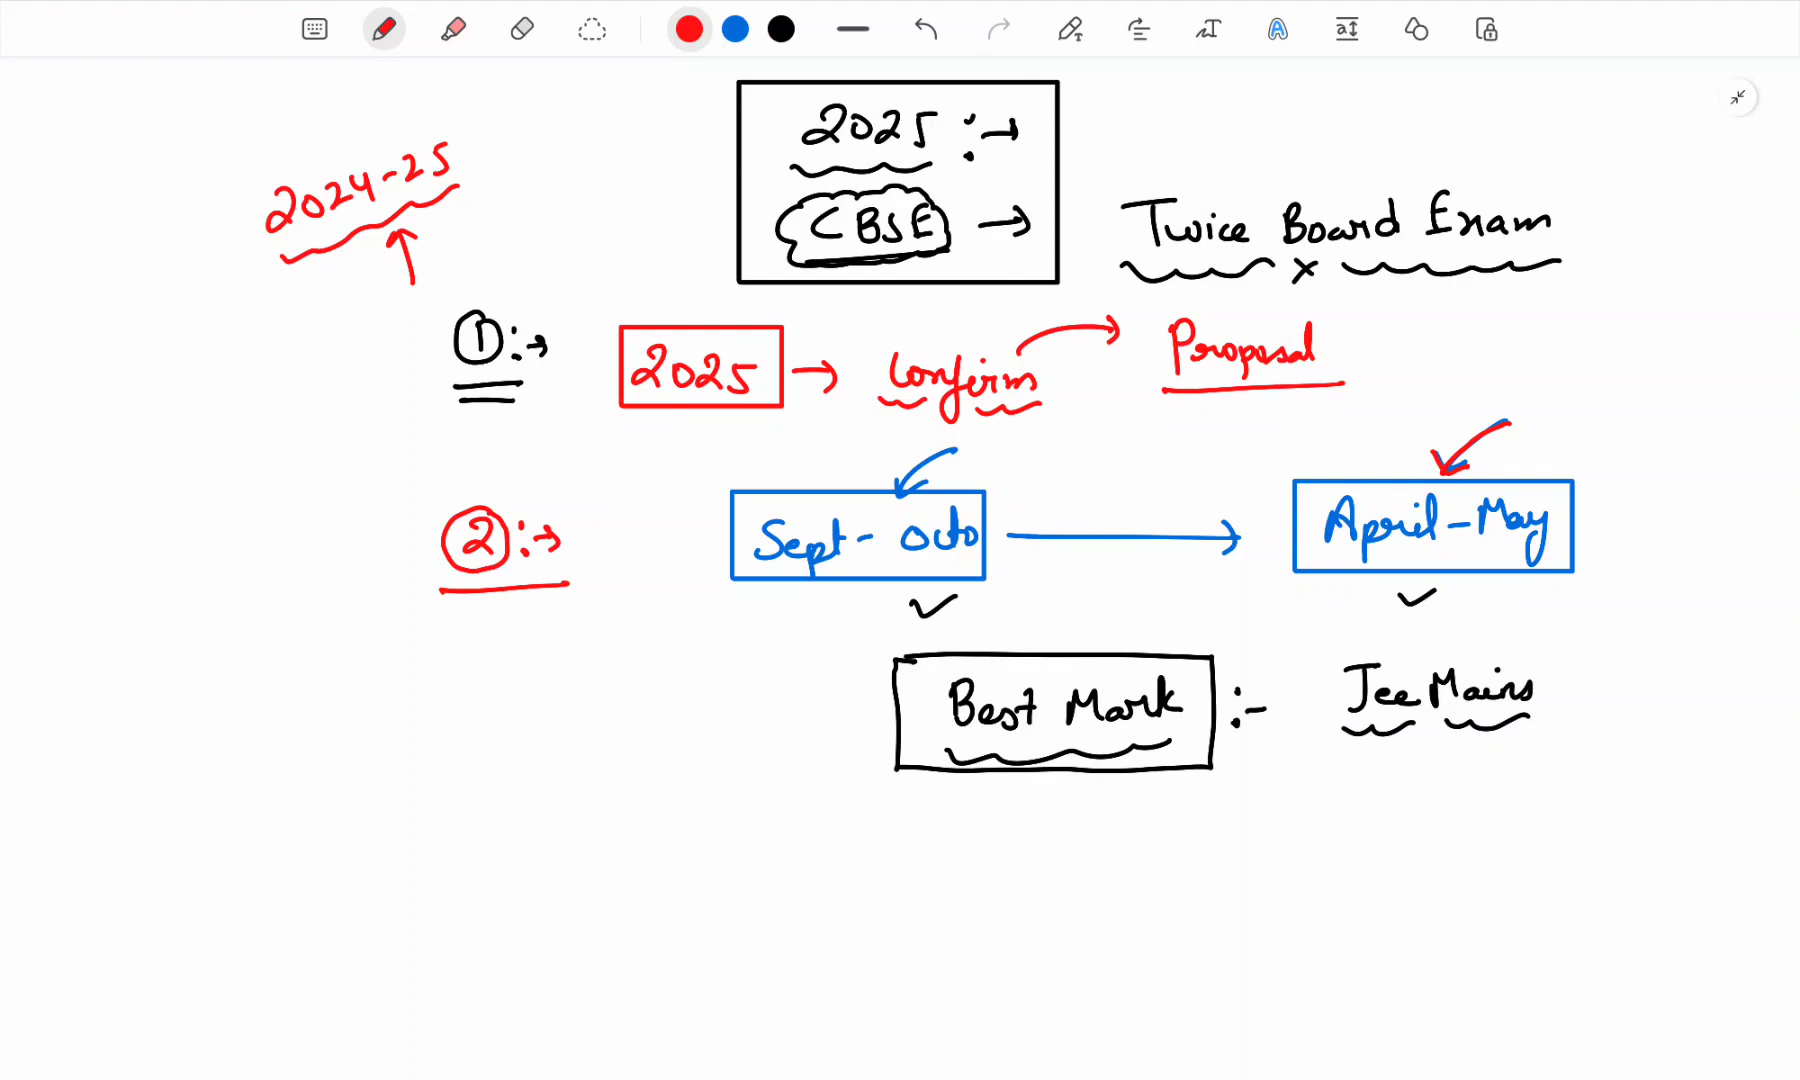 2025 :→
2024-25
CBSE → Twice Board Exam
① :→ 2025 → Confirm → Proposal
② :→ Sept - Octo → April - May
Best Mark :- Jee Mains